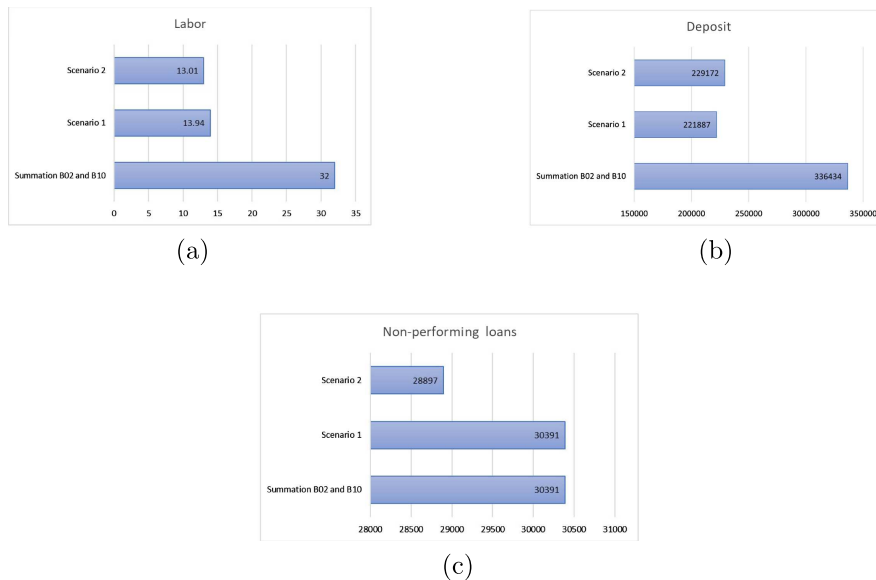 Labor
Scenario 2
13.01
Scenario 1
13.94
Summation B02 and B10
32
0 5 10 15 20 25 30 35
(a)
Deposit
Scenario 2
229172
Scenario 1
221887
Summation B02 and B10
336434
150000 200000 250000 300000 350000
(b)
Non-performing loans
Scenario 2
28897
Scenario 1
30391
Summation B02 and B10
30391
28000 28500 29000 29500 30000 30500 31000
(c)